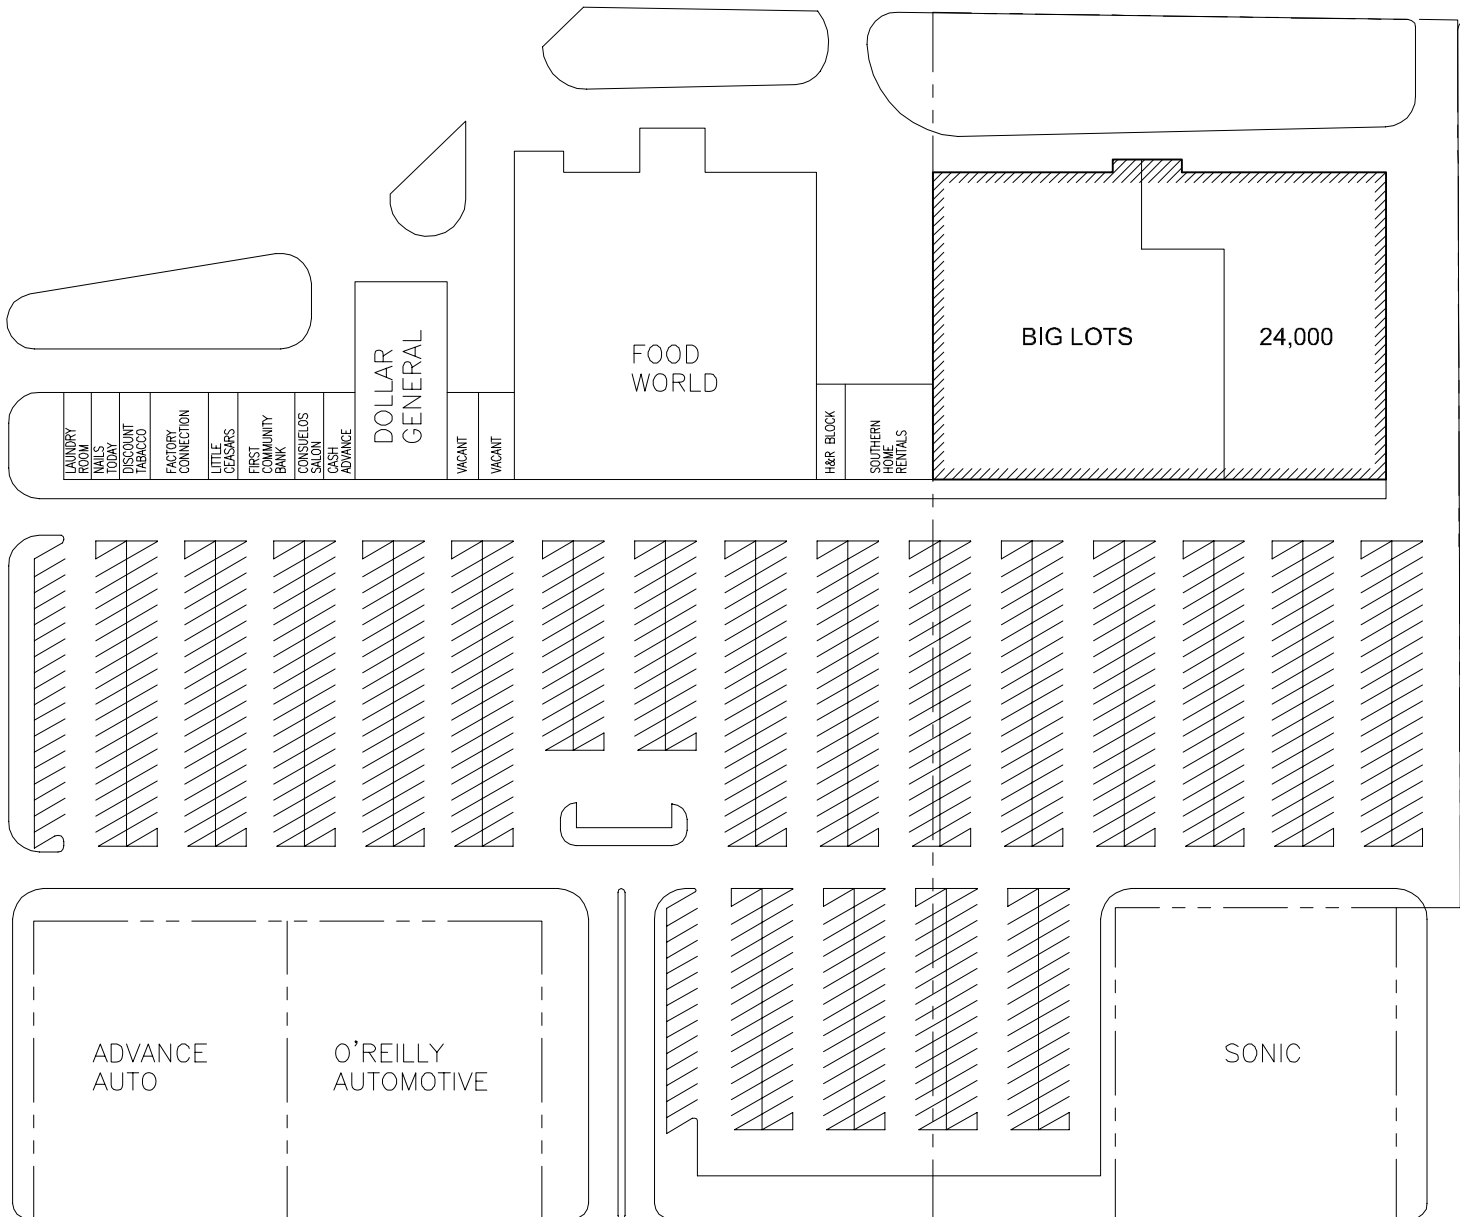 BIG LOTS
24,000
FOOD
WORLD
DOLLAR
GENERAL
LAUNDRY
ROOM
NAILS
TODAY
DISCOUNT
TABACCO
FACTORY
CONNECTION
LITTLE
CEASARS
FIRST
COMMUNITY
BANK
CONSUELOS
SALON
CASH
ADVANCE
VACANT
VACANT
H&R BLOCK
SOUTHERN
HOME
RENTALS
ADVANCE
AUTO
O'REILLY
AUTOMOTIVE
SONIC